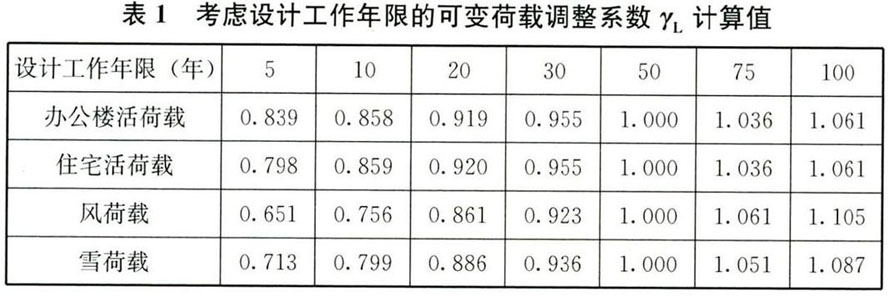 表 1 考虑设计工作年限的可变荷载调整系数 γL 计算值
设计工作年限（年） 5 10 20 30 50 75 100
办公楼活荷载 0.839 0.858 0.919 0.955 1.000 1.036 1.061
住宅活荷载 0.798 0.859 0.920 0.955 1.000 1.036 1.061
风荷载 0.651 0.756 0.861 0.923 1.000 1.061 1.105
雪荷载 0.713 0.799 0.886 0.936 1.000 1.051 1.087